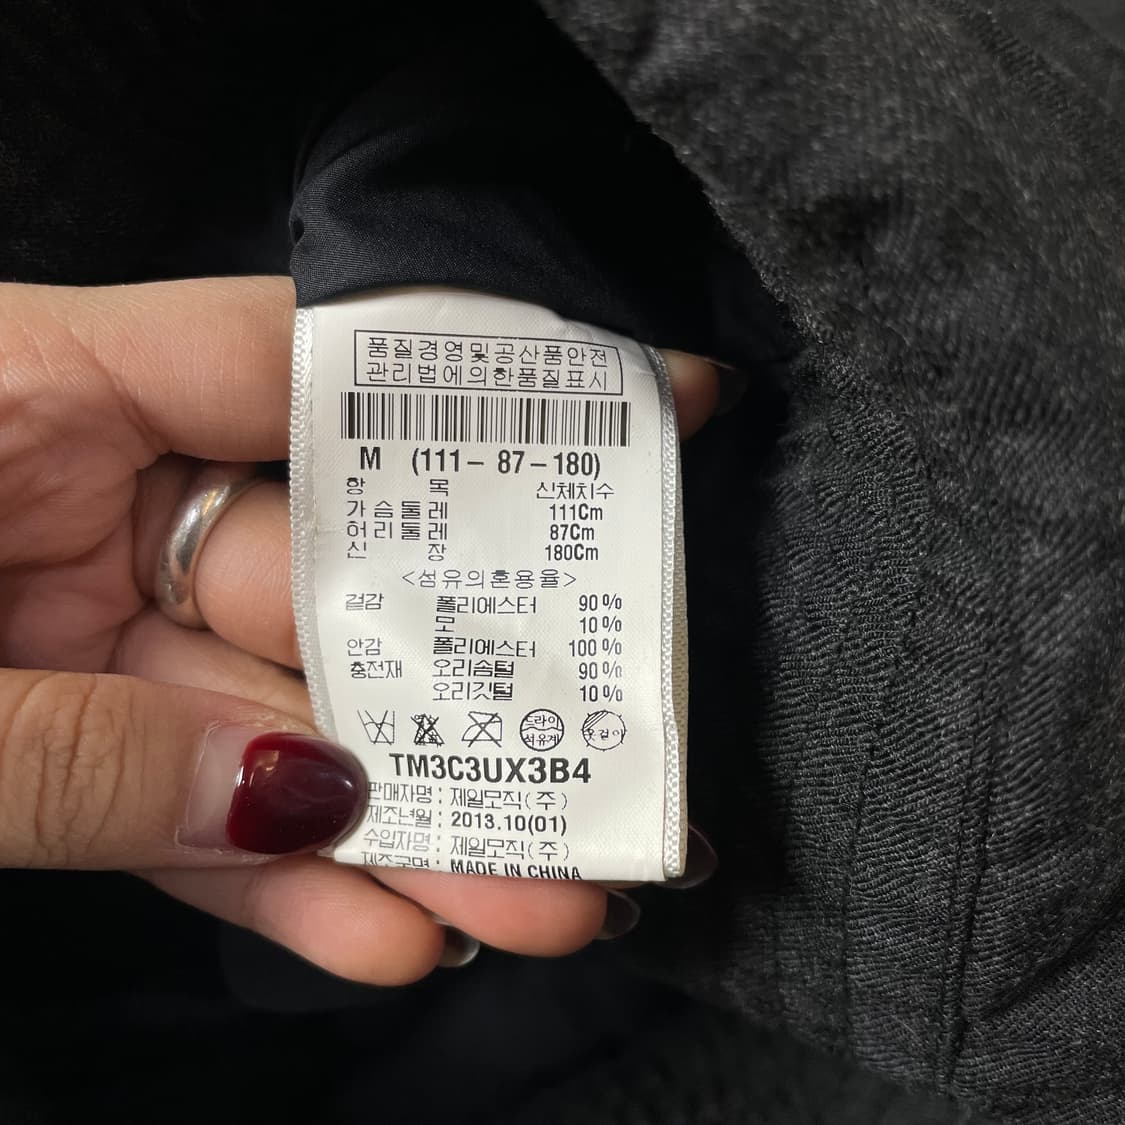 품질경영및공산품안전
관리법에의한품질표시
M (111 - 87 - 180)
항 목 신체치수
가슴둘레 111Cm
허리둘레 87Cm
신 장 180Cm
<섬유의혼용율>
겉감 폴리에스터 90%
모 10%
안감 폴리에스터 100%
충전재 오리솜털 90%
오리깃털 10%
드라이
석유계
옷걸이
TM3C3UX3B4
판매자명 : 제일모직(주)
제조년월 : 2013.10(01)
수입자명 : 제일모직(주)
제조국명 : MADE IN CHINA